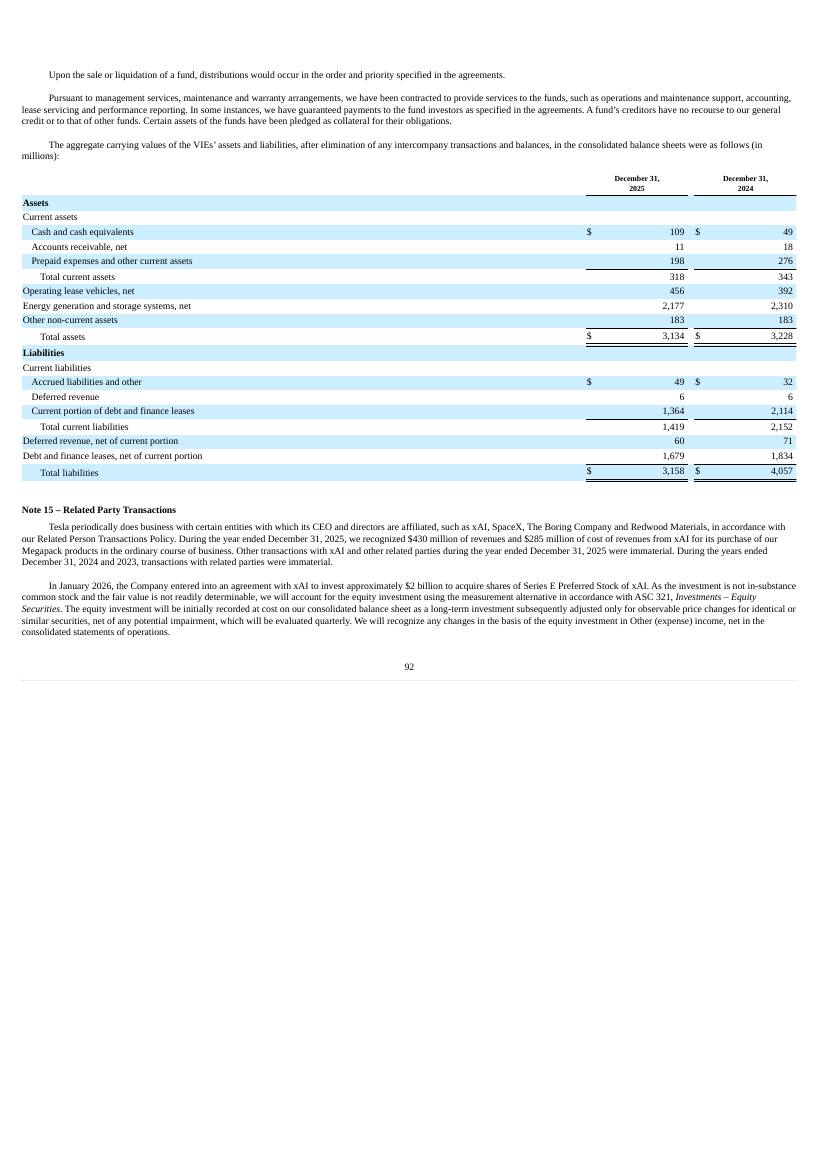 Upon the sale or liquidation of a fund, distributions would occur in the order and priority specified in the agreements.
Pursuant to management services, maintenance and warranty arrangements, we have been contracted to provide services to the funds, such as operations and maintenance support, accounting,
lease servicing and performance reporting. In some instances, we have guaranteed payments to the fund investors as specified in the agreements. A fund's creditors have no recourse to our general
credit or to that of other funds. Certain assets of the funds have been pledged as collateral for their obligations.
The aggregate carrying values of the VIEs' assets and liabilities, after elimination of any intercompany transactions and balances, in the consolidated balance sheets were as follows (in
millions):
December 31, December 31,
2025 2024
Assets
Current assets
Cash and cash equivalents $ 109 $ 49
Accounts receivable, net 11 18
Prepaid expenses and other current assets 198 276
Total current assets 318 343
Operating lease vehicles, net 456 392
Energy generation and storage systems, net 2,177 2,310
Other non-current assets 183 183
Total assets $ 3,134 $ 3,228
Liabilities
Current liabilities
Accrued liabilities and other $ 49 $ 32
Deferred revenue 6 6
Current portion of debt and finance leases 1,364 2,114
Total current liabilities 1,419 2,152
Deferred revenue, net of current portion 60 71
Debt and finance leases, net of current portion 1,679 1,834
Total liabilities $ 3,158 $ 4,057
Note 15 – Related Party Transactions
Tesla periodically does business with certain entities with which its CEO and directors are affiliated, such as xAI, SpaceX, The Boring Company and Redwood Materials, in accordance with
our Related Person Transactions Policy. During the year ended December 31, 2025, we recognized $430 million of revenues and $285 million of cost of revenues from xAI for its purchase of our
Megapack products in the ordinary course of business. Other transactions with xAI and other related parties during the year ended December 31, 2025 were immaterial. During the years ended
December 31, 2024 and 2023, transactions with related parties were immaterial.
In January 2026, the Company entered into an agreement with xAI to invest approximately $2 billion to acquire shares of Series E Preferred Stock of xAI. As the investment is not in-substance
common stock and the fair value is not readily determinable, we will account for the equity investment using the measurement alternative in accordance with ASC 321, Investments – Equity
Securities. The equity investment will be initially recorded at cost on our consolidated balance sheet as a long-term investment subsequently adjusted only for observable price changes for identical or
similar securities, net of any potential impairment, which will be evaluated quarterly. We will recognize any changes in the basis of the equity investment in Other (expense) income, net in the
consolidated statements of operations.
92